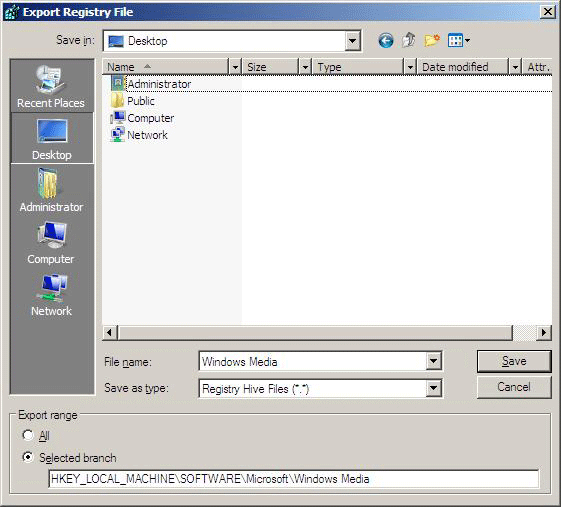 Export Registry File
Save in: Desktop
Name Size Type Date modified Attr.
Recent Places
Desktop
Administrator
Computer
Network
Administrator
Public
Computer
Network
File name: Windows Media
Save
Save as type: Registry Hive Files (*.*)
Cancel
Export range
All
Selected branch
HKEY_LOCAL_MACHINE\SOFTWARE\Microsoft\Windows Media